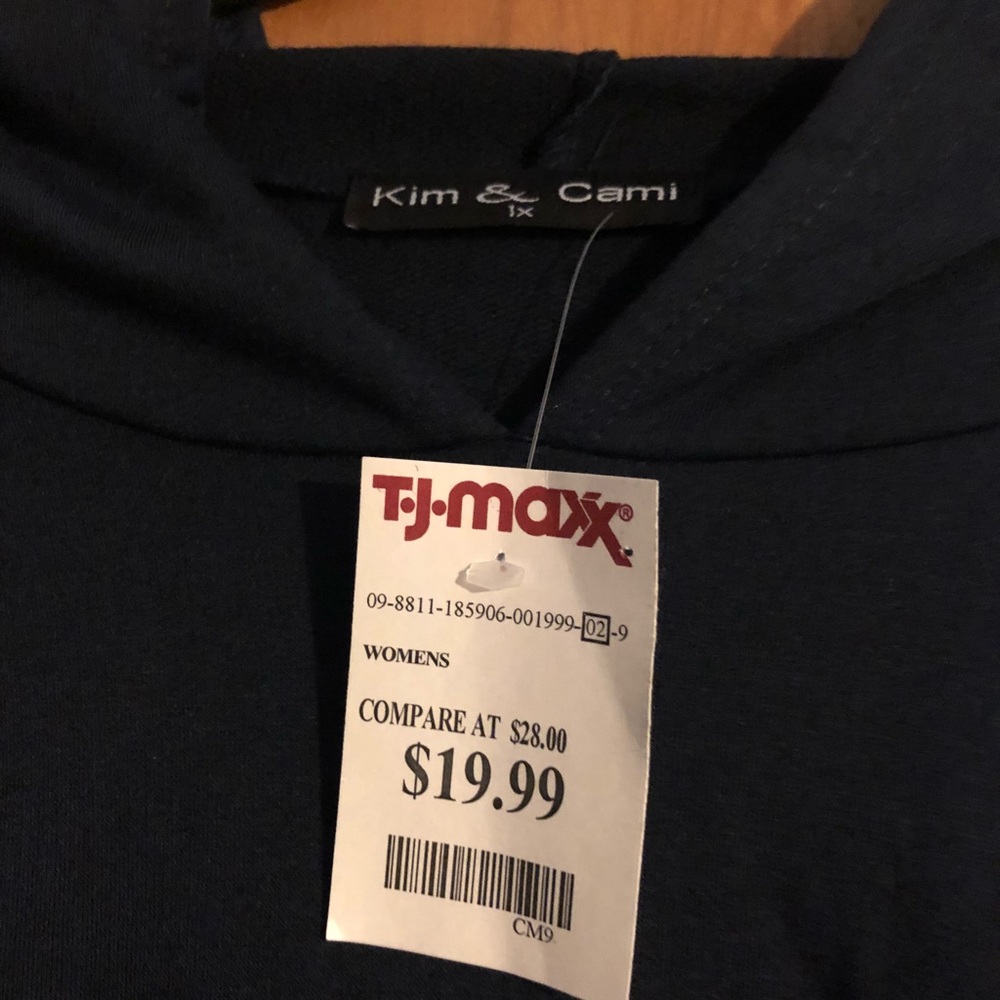 Kim & Cami
1x
T·J·maxx®
09-8811-185906-001999-02-9
WOMENS
COMPARE AT $28.00
$19.99
CM9